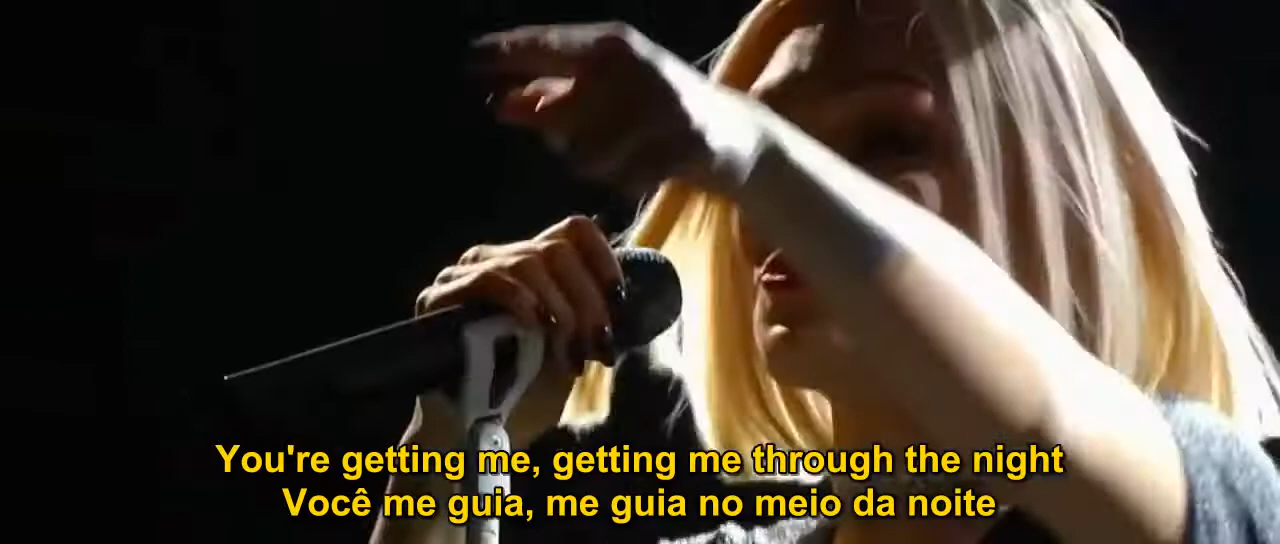 You're getting me, getting me through the night
Você me guia, me guia no meio da noite